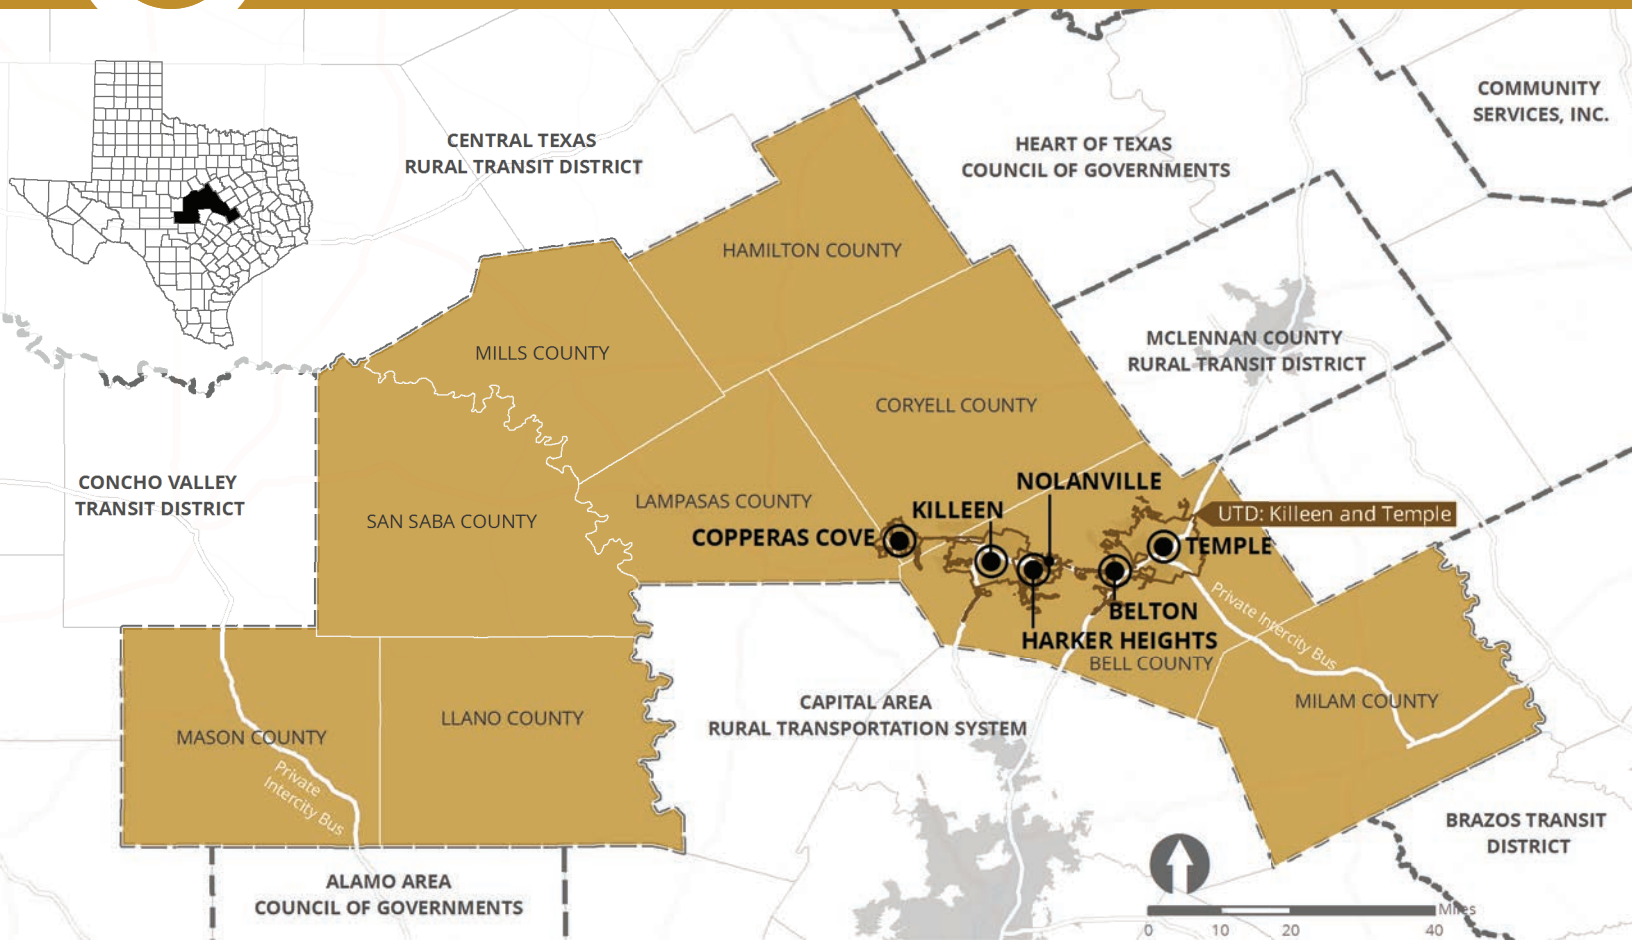 COMMUNITY
SERVICES, INC.
CENTRAL TEXAS
RURAL TRANSIT DISTRICT
HEART OF TEXAS
COUNCIL OF GOVERNMENTS
HAMILTON COUNTY
MILLS COUNTY
MCLENNAN COUNTY
RURAL TRANSIT DISTRICT
CORYELL COUNTY
CONCHO VALLEY
TRANSIT DISTRICT
NOLANVILLE
LAMPASAS COUNTY
KILLEEN
UTD: Killeen and Temple
SAN SABA COUNTY
COPPERAS COVE
TEMPLE
Private Intercity Bus
BELTON
HARKER HEIGHTS
BELL COUNTY
MILAM COUNTY
CAPITAL AREA
RURAL TRANSPORTATION SYSTEM
LLANO COUNTY
MASON COUNTY
Private
Intercity Bus
BRAZOS TRANSIT
DISTRICT
ALAMO AREA
COUNCIL OF GOVERNMENTS
Miles
0 10 20 40